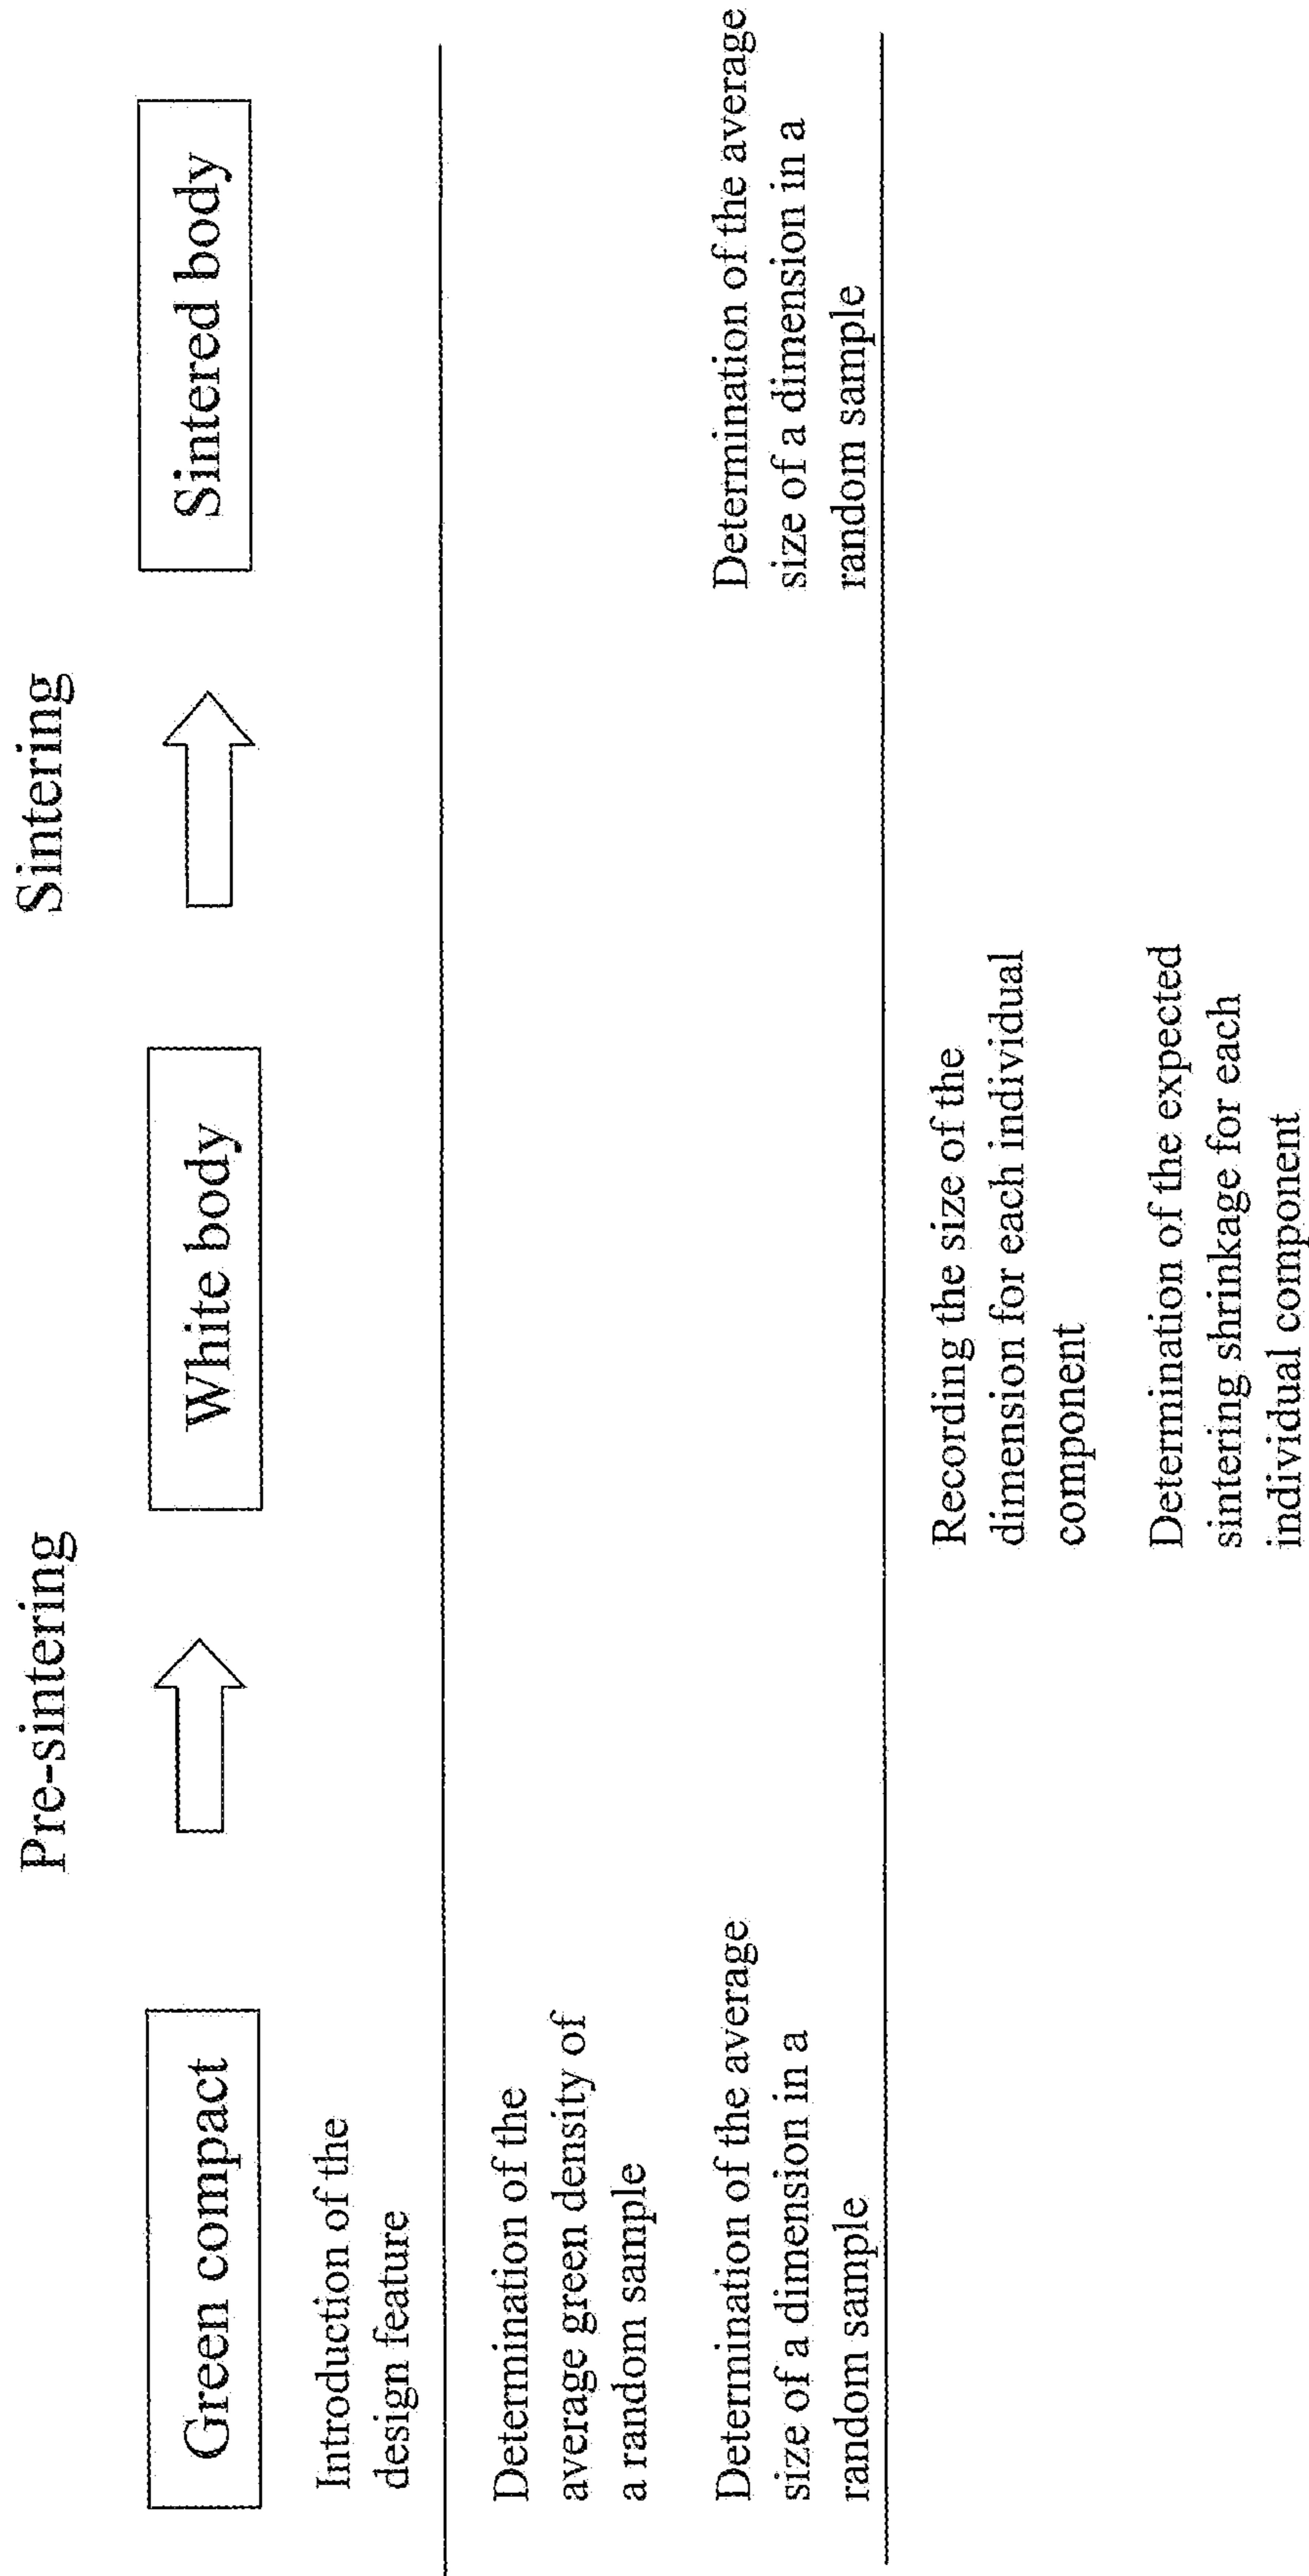 Pre-sintering
Sintering
Green compact
White body
Sintered body
Introduction of the
design feature
Determination of the
average green density of
a random sample
Determination of the average
size of a dimension in a
random sample
Determination of the average
size of a dimension in a
random sample
Recording the size of the
dimension for each individual
component
Determination of the expected
sintering shrinkage for each
individual component